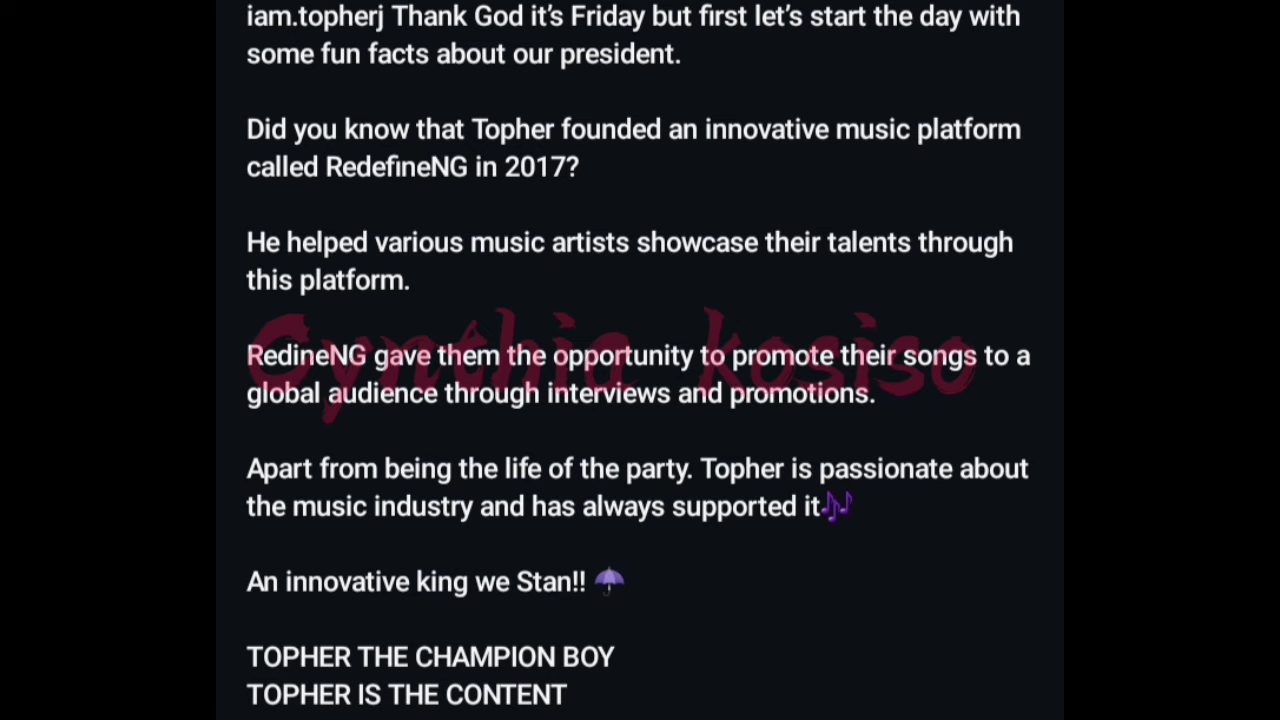 iam.topherj Thank God it’s Friday but first let’s start the day with
some fun facts about our president.
Did you know that Topher founded an innovative music platform
called RedefineNG in 2017?
He helped various music artists showcase their talents through
this platform.
Cynthia kosiso
RedineNG gave them the opportunity to promote their songs to a
global audience through interviews and promotions.
Apart from being the life of the party. Topher is passionate about
the music industry and has always supported it🎶
An innovative king we Stan!! ☂️
TOPHER THE CHAMPION BOY
TOPHER IS THE CONTENT